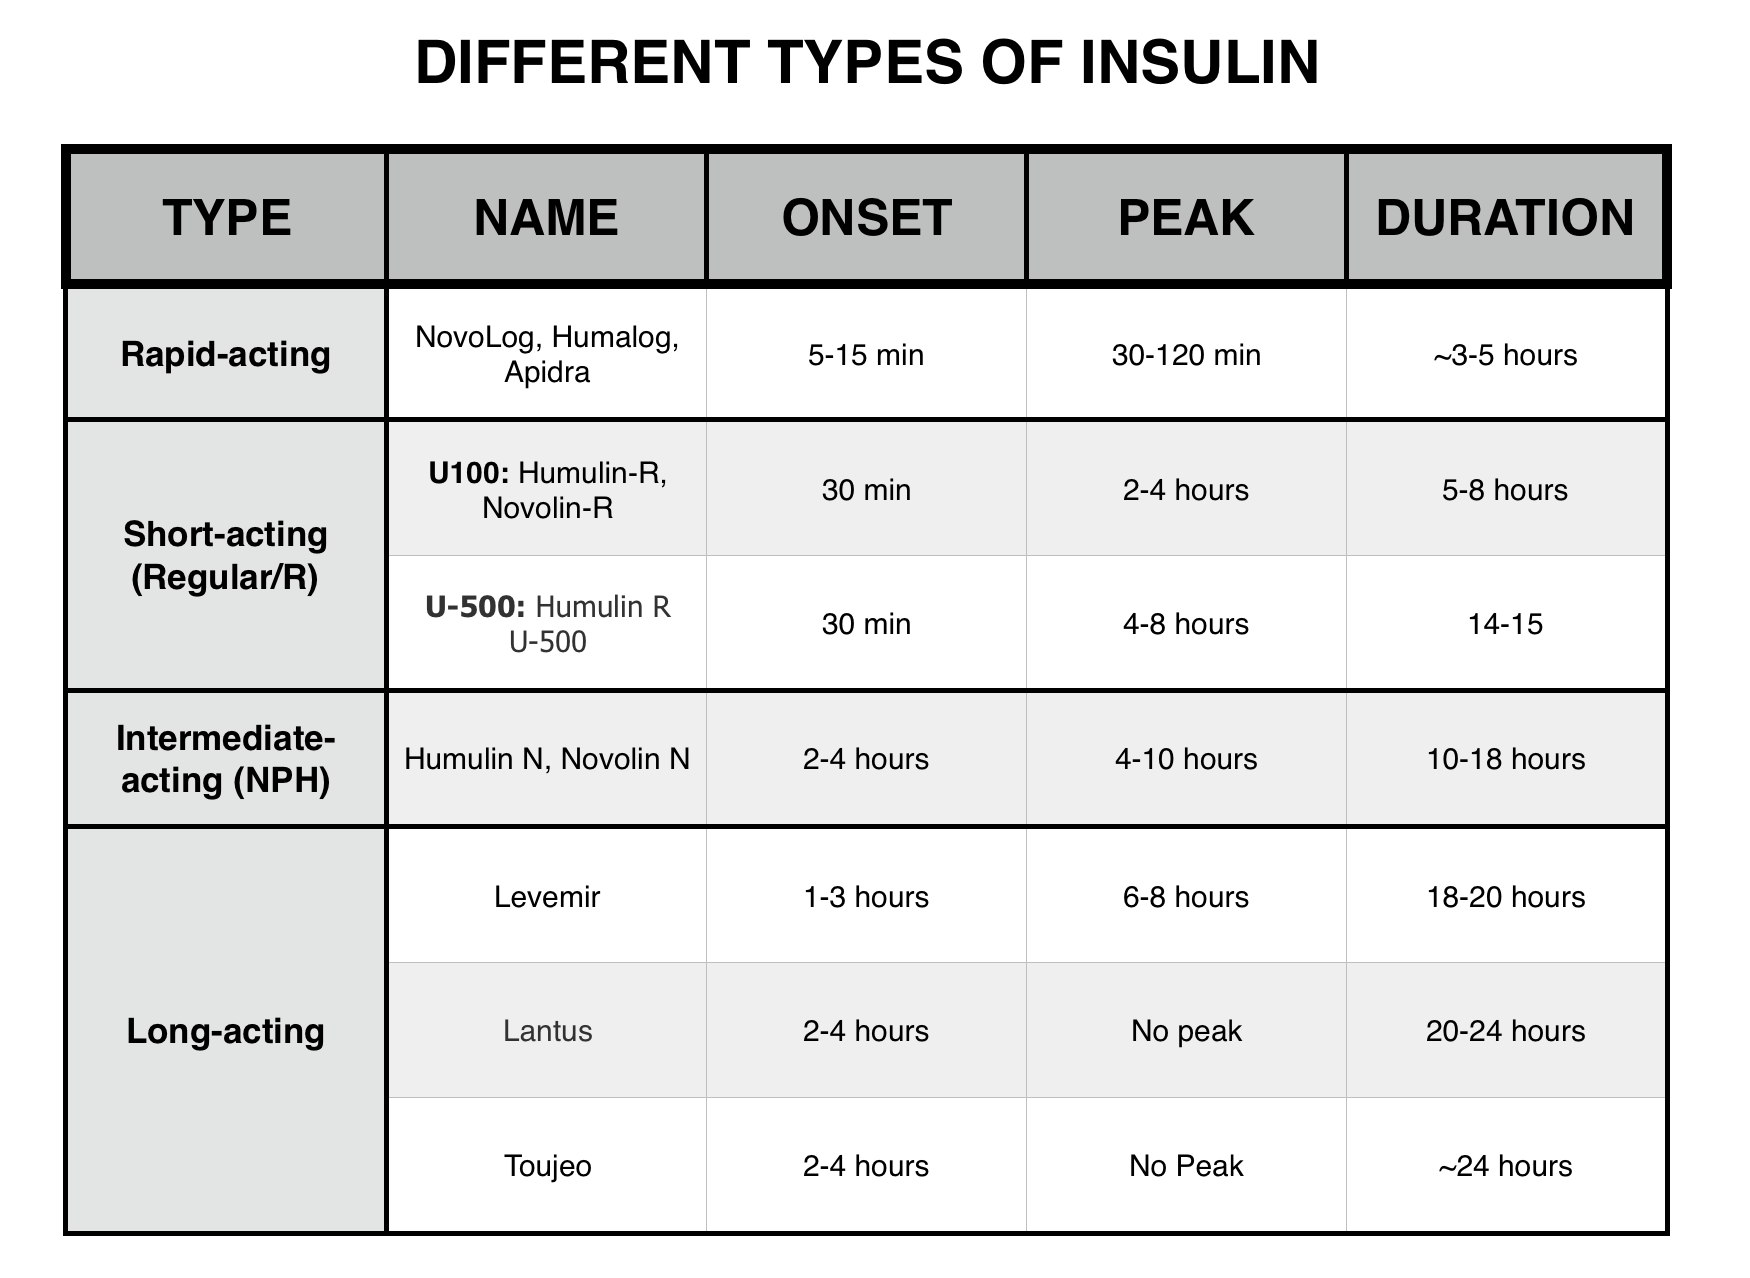 DIFFERENT TYPES OF INSULIN
TYPE NAME ONSET PEAK DURATION
Rapid-acting
NovoLog, Humalog,
Apidra
5-15 min
30-120 min
~3-5 hours
Short-acting
(Regular/R)
U100: Humulin-R,
Novolin-R
30 min
2-4 hours
5-8 hours
U-500: Humulin R
U-500
30 min
4-8 hours
14-15
Intermediate-
acting (NPH)
Humulin N, Novolin N
2-4 hours
4-10 hours
10-18 hours
Long-acting
Levemir
1-3 hours
6-8 hours
18-20 hours
Lantus
2-4 hours
No peak
20-24 hours
Toujeo
2-4 hours
No Peak
~24 hours